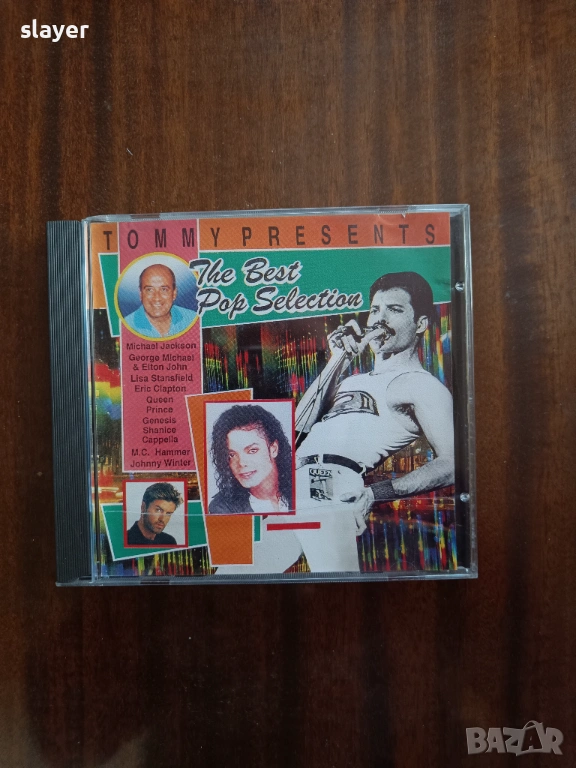 slayer
TOMMY PRESENTS
The Best
Pop Selection
Michael Jackson
George Michael
& Elton John
Lisa Stansfield
Eric Clapton
Queen
Prince
Genesis
Shanice
Cappella
M.C. Hammer
Johnny Winter
QUEEN
BAZAR